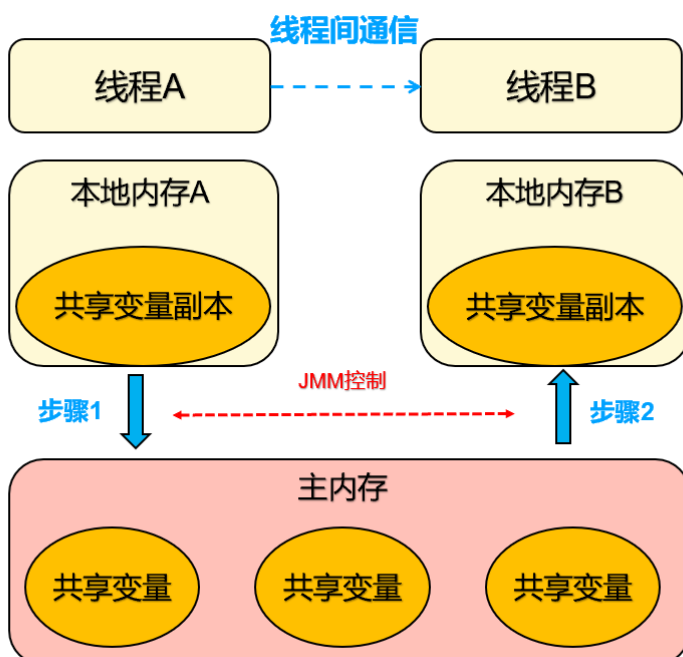 线程间通信
线程A
线程B
本地内存A
本地内存B
共享变量副本
共享变量副本
JMM控制
步骤1
步骤2
主内存
共享变量
共享变量
共享变量